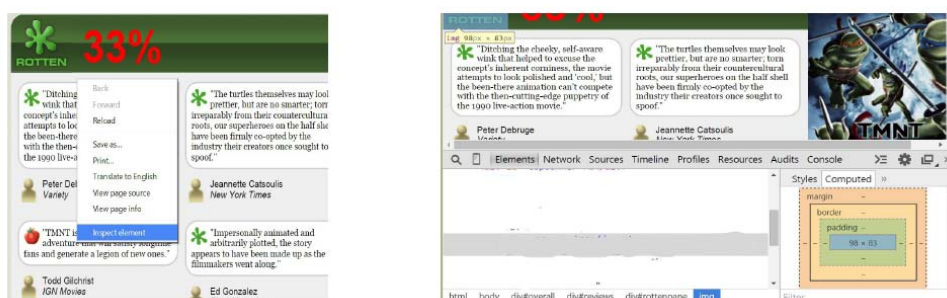 33%
ROTTEN
"Ditching
wink that
concept's inhe
attempts to loo
the been-there
with the then-
the 1990 live-a
Back
Forward
Reload
Save as...
Print...
Translate to English
View page source
View page info
Inspect element
"The turtles themselves may look
prettier, but are no smarter; torn
irreparably from their countercultura
roots, our superheroes on the half she
have been firmly co-opted by the
industry their creators once sought to
spoof."
Peter Del
Variety
Jeannette Catsoulis
New York Times
"TMNT is
fans and generate a legion of new ones."
"Impersonally animated and
arbitrarily plotted, the story
appears to have been made up as the
filmmakers went along."
Todd Gilchrist
IGN Movies
Ed Gonzalez
ROTTEN
33%
img 98px × 83px
"Ditching the cheeky, self-aware
wink that helped to excuse the
concept's inherent corniness, the movie
attempts to look polished and 'cool,' but
the been-there animation can't compete
with the then-cutting-edge puppetry of
the 1990 live-action movie."
"The turtles themselves may look
prettier, but are no smarter; torn
irreparably from their countercultural
roots, our superheroes on the half shell
have been firmly co-opted by the
industry their creators once sought to
spoof."
Peter Debruge
Variety
Jeannette Catsoulis
New York Times
TMNT
Elements Network Sources Timeline Profiles Resources Audits Console
Styles Computed »
margin -
border -
padding -
98 × 83
html body div#overall div#reviews div#rottenpane img
Filter